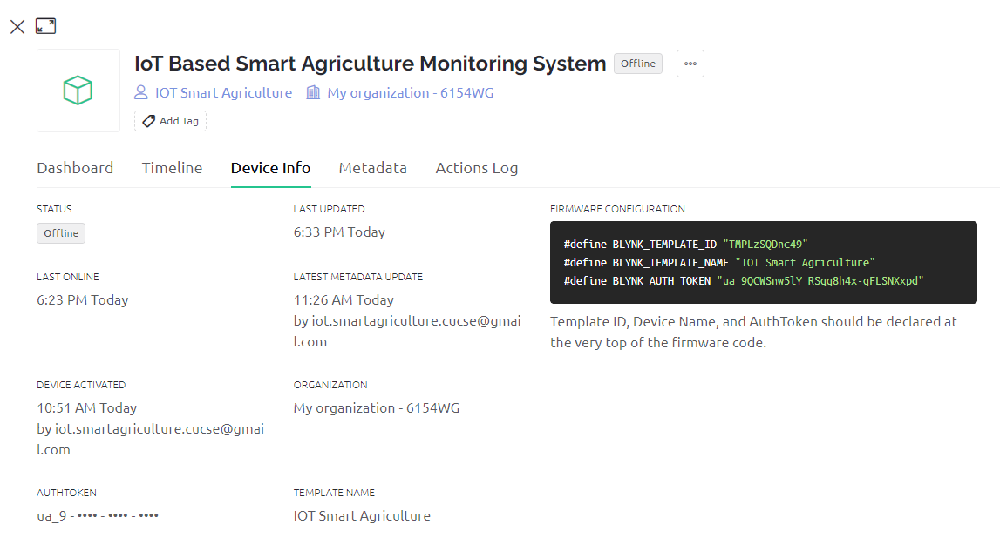 IoT Based Smart Agriculture Monitoring System Offline
IOT Smart Agriculture My organization - 6154WG
Add Tag
Dashboard Timeline Device Info Metadata Actions Log
STATUS
Offline
LAST UPDATED
6:33 PM Today
FIRMWARE CONFIGURATION
#define BLYNK_TEMPLATE_ID "TMPLzSQDnc49"
#define BLYNK_TEMPLATE_NAME "IOT Smart Agriculture"
#define BLYNK_AUTH_TOKEN "ua_9QCWSnw5lY_RSqq8h4x-qFLSNXxpd"
Template ID, Device Name, and AuthToken should be declared at
the very top of the firmware code.
LAST ONLINE
6:23 PM Today
LATEST METADATA UPDATE
11:26 AM Today
by iot.smartagriculture.cucse@gmai
l.com
DEVICE ACTIVATED
10:51 AM Today
by iot.smartagriculture.cucse@gmai
l.com
ORGANIZATION
My organization - 6154WG
AUTHTOKEN
ua_9 - •••• - •••• - ••••
TEMPLATE NAME
IOT Smart Agriculture